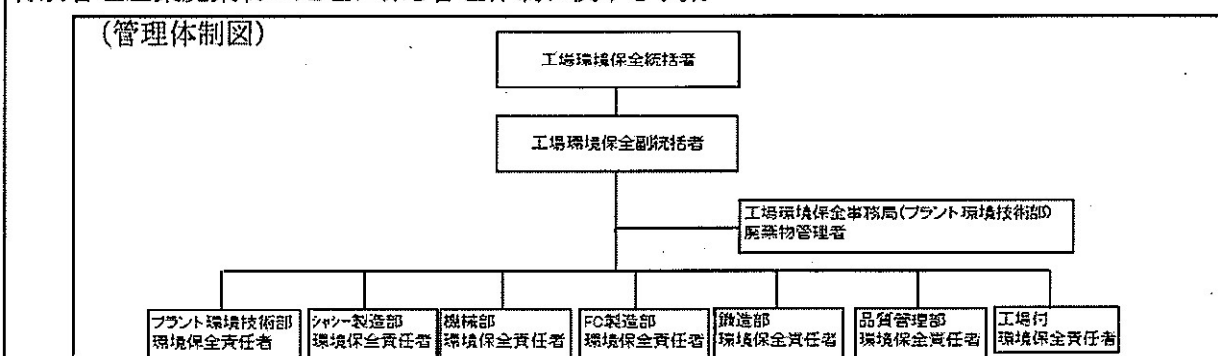 (管理体制図)
工場環境保全統括者
工場環境保全副統括者
工場環境保全事務局(プラント環境技術部)
廃棄物管理者
プラント環境技術部
環境保全責任者
シャシー製造部
環境保全責任者
機械部
環境保全責任者
FC製造部
環境保全責任者
鍛造部
環境保全責任者
品質管理部
環境保全責任者
工場付
環境保全責任者